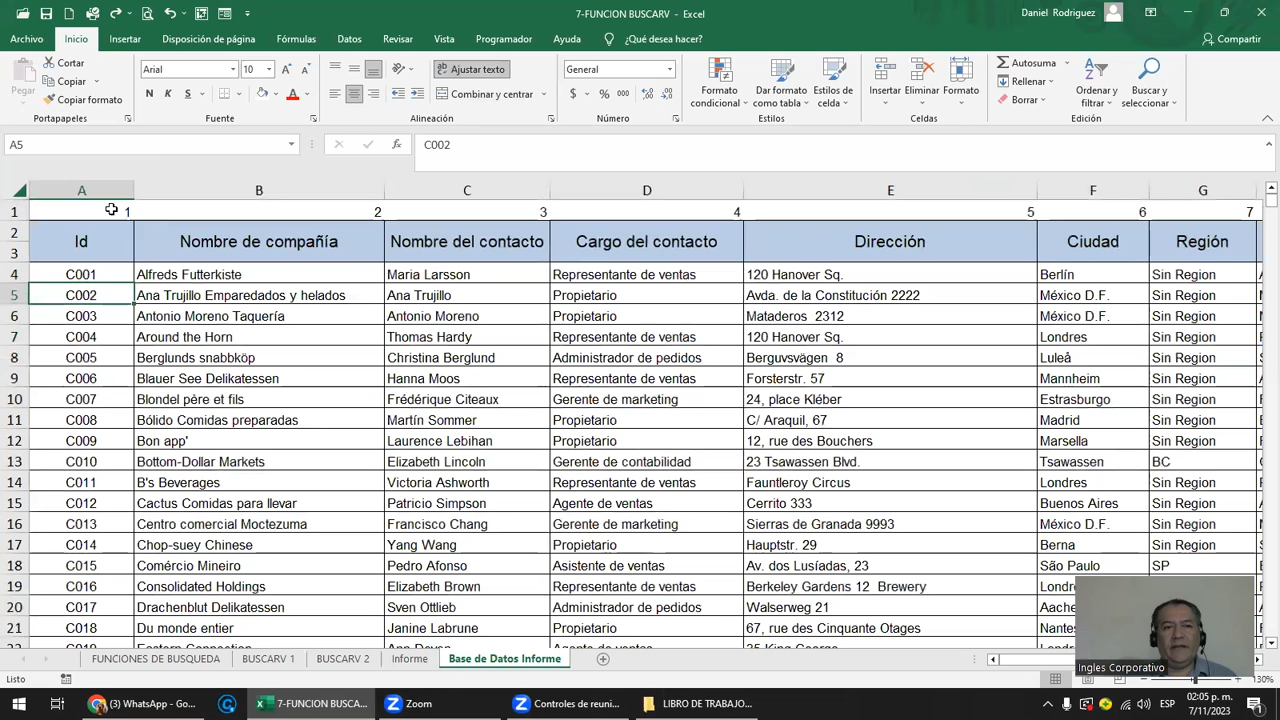 7-FUNCION BUSCARV - Excel
Daniel Rodriguez
Archivo Inicio Insertar Disposición de página Fórmulas Datos Revisar Vista Programador Ayuda ¿Qué desea hacer? Compartir
Pegar
Cortar
Copiar
Copiar formato
Portapapeles
Arial 10
N K S
Fuente
Ajustar texto
Combinar y centrar
Alineación
General
$ % 000
Número
Formato condicional
Dar formato como tabla
Estilos de celda
Estilos
Insertar Eliminar Formato
Celdas
Autosuma
Rellenar
Borrar
Ordenar y filtrar
Buscar y seleccionar
Edición
A5 fx C002
A B C D E F G
1 1 2 3 4 5 6 7
2 Id Nombre de compañía Nombre del contacto Cargo del contacto Dirección Ciudad Región
3
4 C001 Alfreds Futterkiste Maria Larsson Representante de ventas 120 Hanover Sq. Berlín Sin Region
5 C002 Ana Trujillo Emparedados y helados Ana Trujillo Propietario Avda. de la Constitución 2222 México D.F. Sin Region
6 C003 Antonio Moreno Taquería Antonio Moreno Propietario Mataderos 2312 México D.F. Sin Region
7 C004 Around the Horn Thomas Hardy Representante de ventas 120 Hanover Sq. Londres Sin Region
8 C005 Berglunds snabbköp Christina Berglund Administrador de pedidos Berguvsvägen 8 Luleå Sin Region
9 C006 Blauer See Delikatessen Hanna Moos Representante de ventas Forsterstr. 57 Mannheim Sin Region
10 C007 Blondel père et fils Frédérique Citeaux Gerente de marketing 24, place Kléber Estrasburgo Sin Region
11 C008 Bólido Comidas preparadas Martín Sommer Propietario C/ Araquil, 67 Madrid Sin Region
12 C009 Bon app' Laurence Lebihan Propietario 12, rue des Bouchers Marsella Sin Region
13 C010 Bottom-Dollar Markets Elizabeth Lincoln Gerente de contabilidad 23 Tsawassen Blvd. Tsawassen BC
14 C011 B's Beverages Victoria Ashworth Representante de ventas Fauntleroy Circus Londres Sin Region
15 C012 Cactus Comidas para llevar Patricio Simpson Agente de ventas Cerrito 333 Buenos Aires Sin Region
16 C013 Centro comercial Moctezuma Francisco Chang Gerente de marketing Sierras de Granada 9993 México D.F. Sin Region
17 C014 Chop-suey Chinese Yang Wang Propietario Hauptstr. 29 Berna Sin Region
18 C015 Comércio Mineiro Pedro Afonso Asistente de ventas Av. dos Lusíadas, 23 São Paulo SP
19 C016 Consolidated Holdings Elizabeth Brown Representante de ventas Berkeley Gardens 12 Brewery
20 C017 Drachenblut Delikatessen Sven Ottlieb Administrador de pedidos Walserweg 21
21 C018 Du monde entier Janine Labrune Propietario 67, rue des Cinquante Otages
Ingles Corporativo
FUNCIONES DE BUSQUEDA BUSCARV 1 BUSCARV 2 Informe Base de Datos Informe
Listo
130%
(3) WhatsApp - Go... 7-FUNCION BUSCA... Zoom Controles de reuni... LIBRO DE TRABAJO...
ESP
02:05 p. m.
7/11/2023